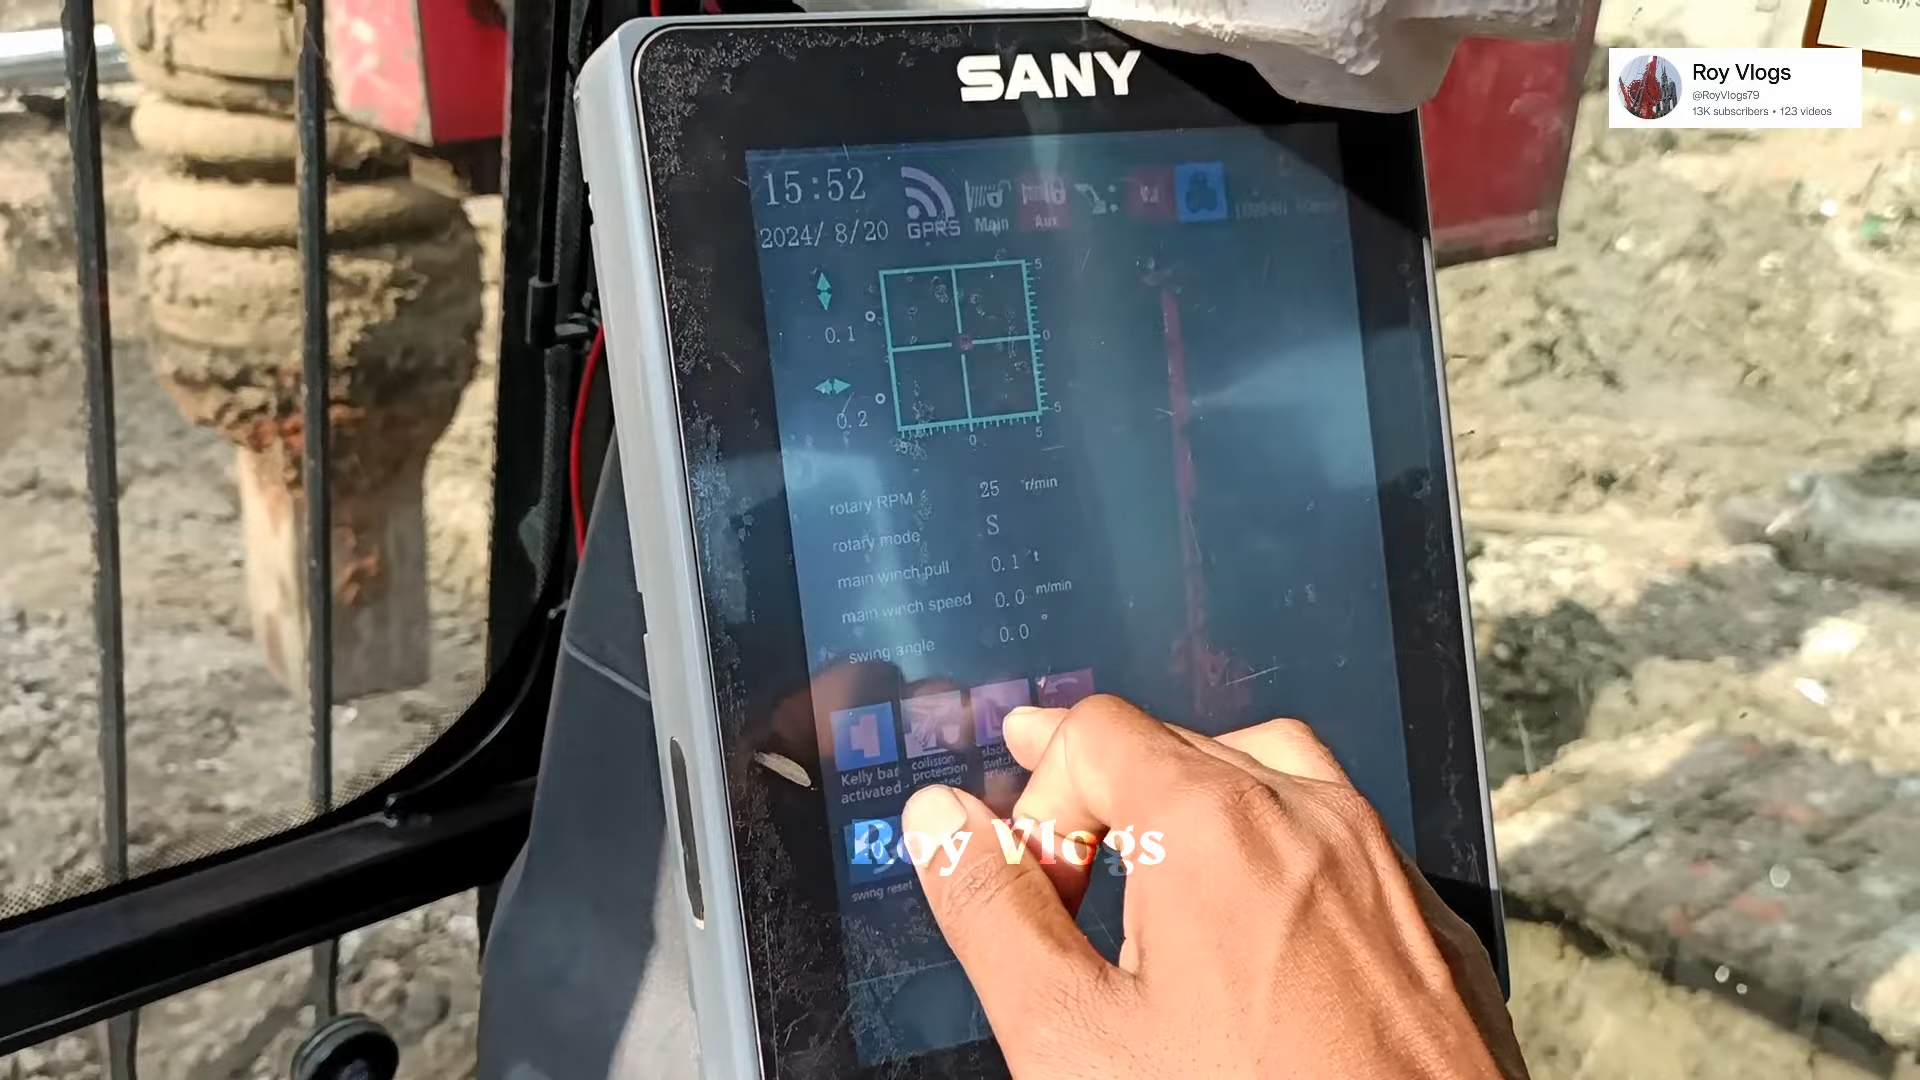 SANY
Roy Vlogs
@RoyVlogs79
13K subscribers • 123 videos
15:52
2024/ 8/20
GPRS
Main
Aux
5
0.1
0
0.2
-5
0
5
rotary RPM 25 r/min
rotary mode S
main winch pull 0.1 t
main winch speed 0.0 m/min
swing angle 0.0 °
Kelly bar
activated
collision
protection
switch
Roy Vlogs
swing reset